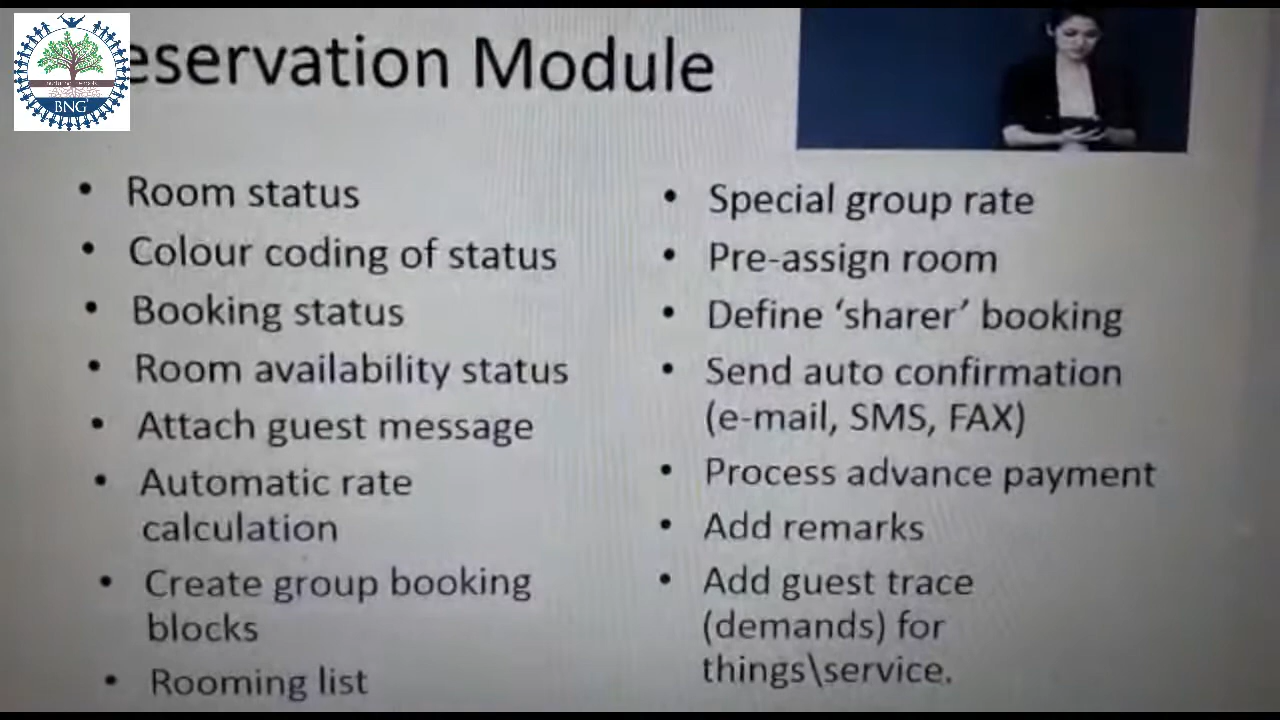 eservation Module
BNG
• Room status
• Colour coding of status
• Booking status
• Room availability status
• Attach guest message
• Automatic rate
calculation
• Create group booking
blocks
• Rooming list
• Special group rate
• Pre-assign room
• Define ‘sharer’ booking
• Send auto confirmation
(e-mail, SMS, FAX)
• Process advance payment
• Add remarks
• Add guest trace
(demands) for
things\service.